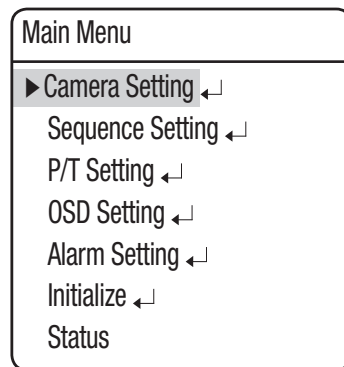 Main Menu
▶Camera Setting ↵
Sequence Setting ↵
P/T Setting ↵
OSD Setting ↵
Alarm Setting ↵
Initialize ↵
Status